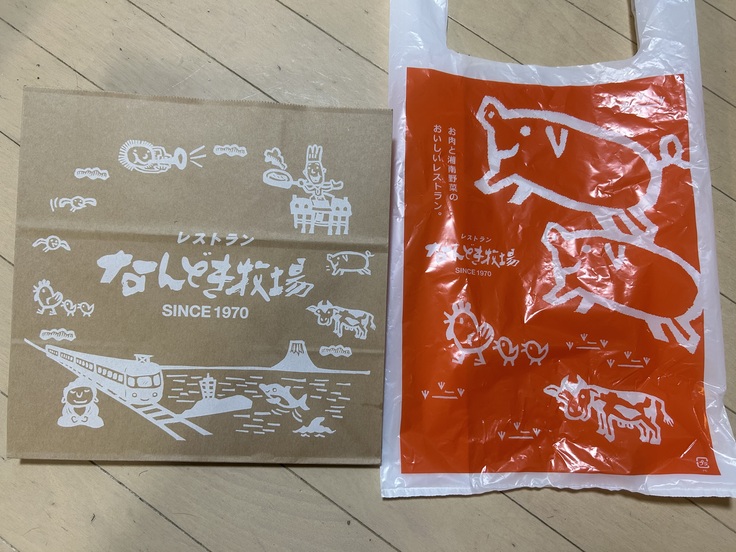 レストラン
なんどき牧場
SINCE 1970
お肉と湘南野菜の
おいしいレストラン。
レストラン
なんどき牧場
SINCE 1970